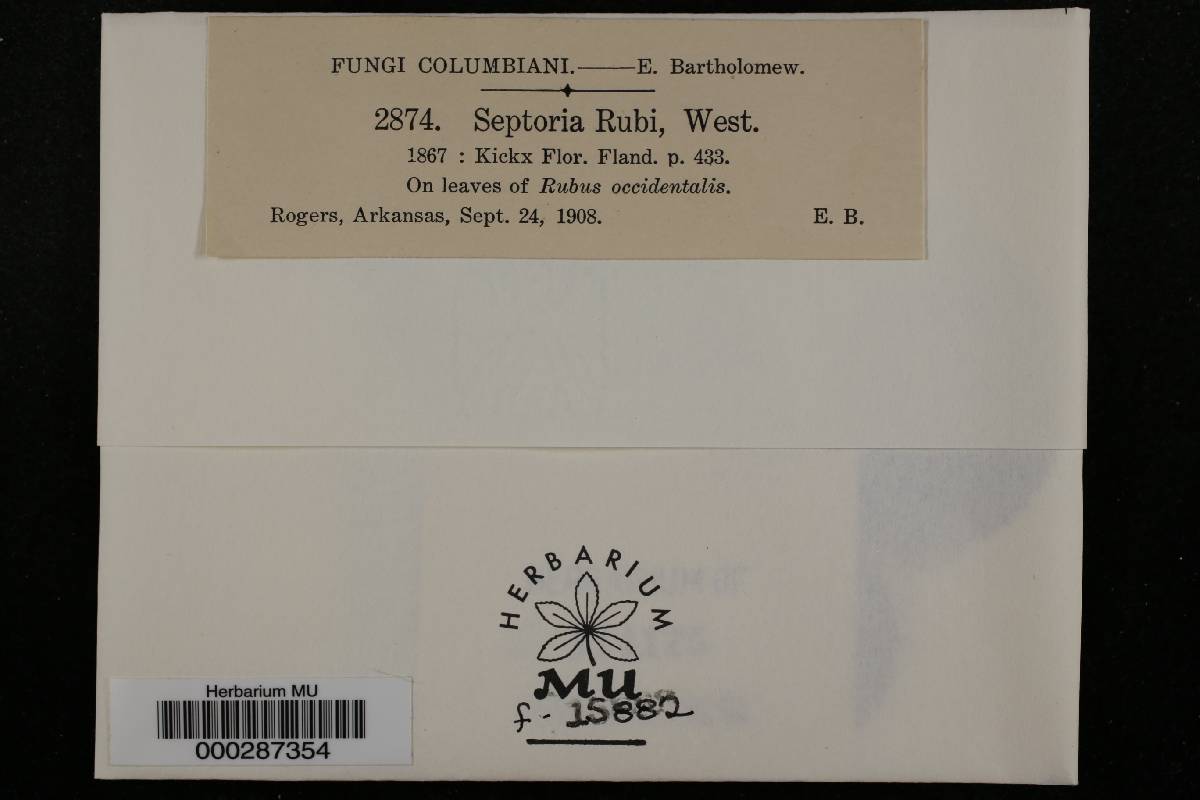 FUNGI COLUMBIANI.——E. Bartholomew.
2874. Septoria Rubi, West.
1867 : Kickx Flor. Fland. p. 433.
On leaves of Rubus occidentalis.
Rogers, Arkansas, Sept. 24, 1908. E. B.
HERBARIUM
MU
f - 15882
Herbarium MU
000287354